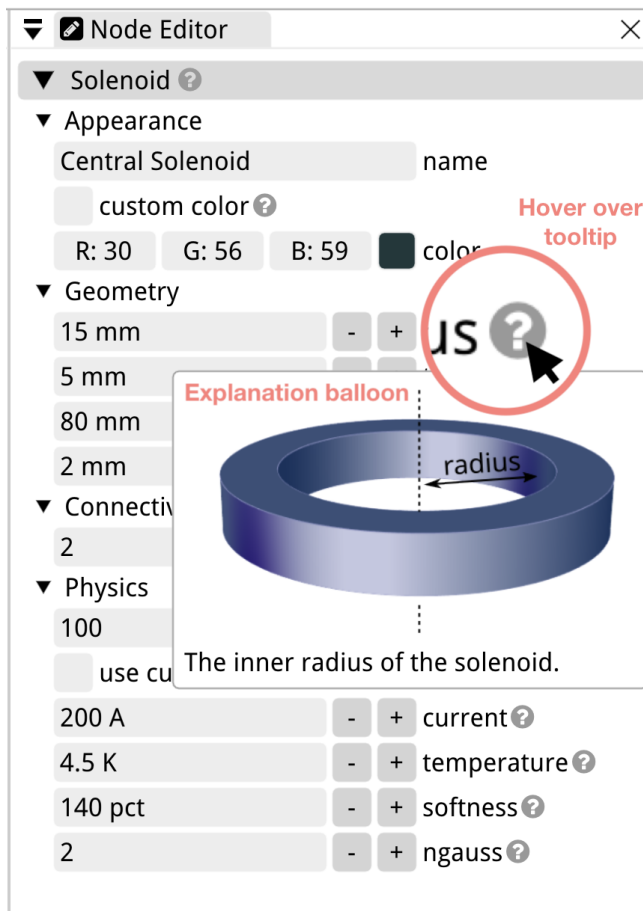 Node Editor
Solenoid ?
Appearance
Central Solenoid name
custom color ?
Hover over
tooltip
R: 30 G: 56 B: 59 color
Geometry
15 mm - + us ?
5 mm
Explanation balloon
80 mm
radius
2 mm
Connectiv
2
Physics
100
The inner radius of the solenoid.
use cu
200 A - + current ?
4.5 K - + temperature ?
140 pct - + softness ?
2 - + ngauss ?